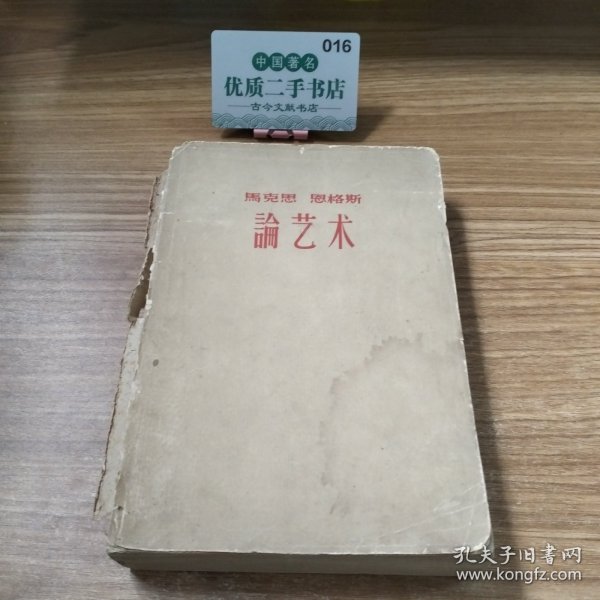 016
中国著名
优质二手书店
古今文献书店
馬克思 恩格斯
論艺术
孔夫子旧書网
www.kongfz.com